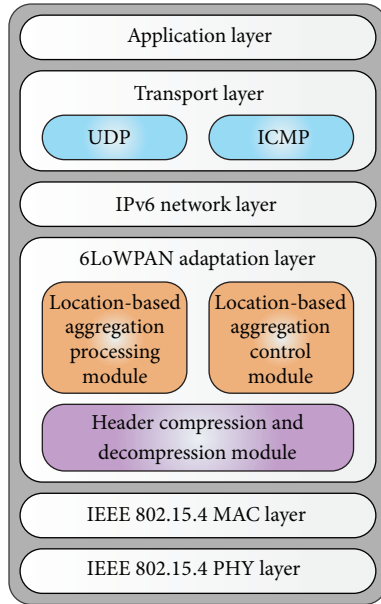 Application layer
Transport layer
UDP
ICMP
IPv6 network layer
6LoWPAN adaptation layer
Location-based
aggregation
processing
module
Location-based
aggregation
control
module
Header compression and
decompression module
IEEE 802.15.4 MAC layer
IEEE 802.15.4 PHY layer